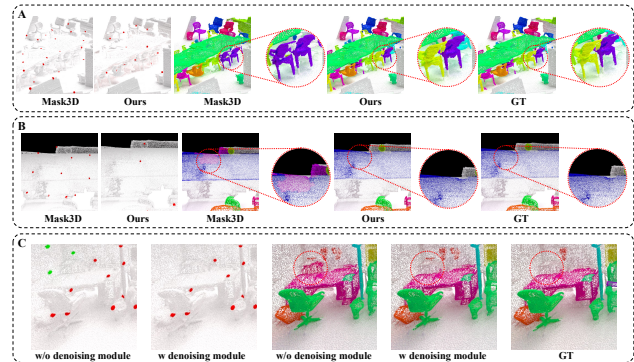 A
Mask3D Ours Mask3D Ours GT
B
Mask3D Ours Mask3D Ours GT
C
w/o denoising module w denoising module w/o denoising module w denoising module GT